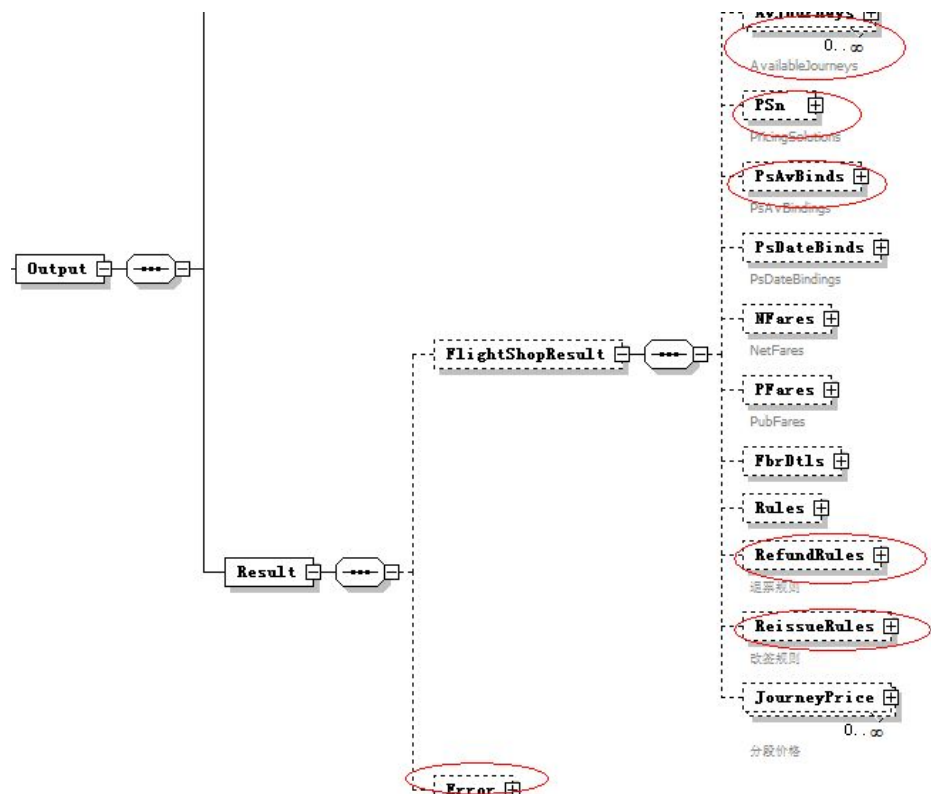 AvJourneys
0..∞
AvailableJourneys
PSn
PricingSolutions
PsAvBinds
PsAvBindings
Output
PsDateBinds
PsDateBindings
NFares
NetFares
FlightShopResult
PFares
PubFares
FbrDtls
Rules
RefundRules
退票规则
Result
ReissueRules
改签规则
JourneyPrice
0..∞
分段价格
Error